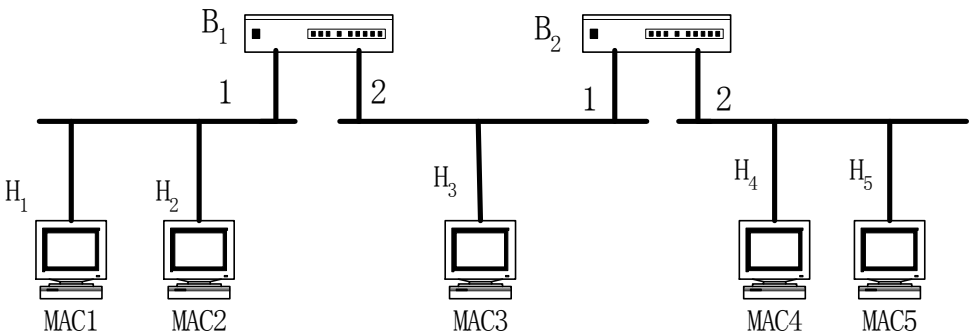 B1 B2
1 2 1 2
H1 H2 H3 H4 H5
MAC1 MAC2 MAC3 MAC4 MAC5